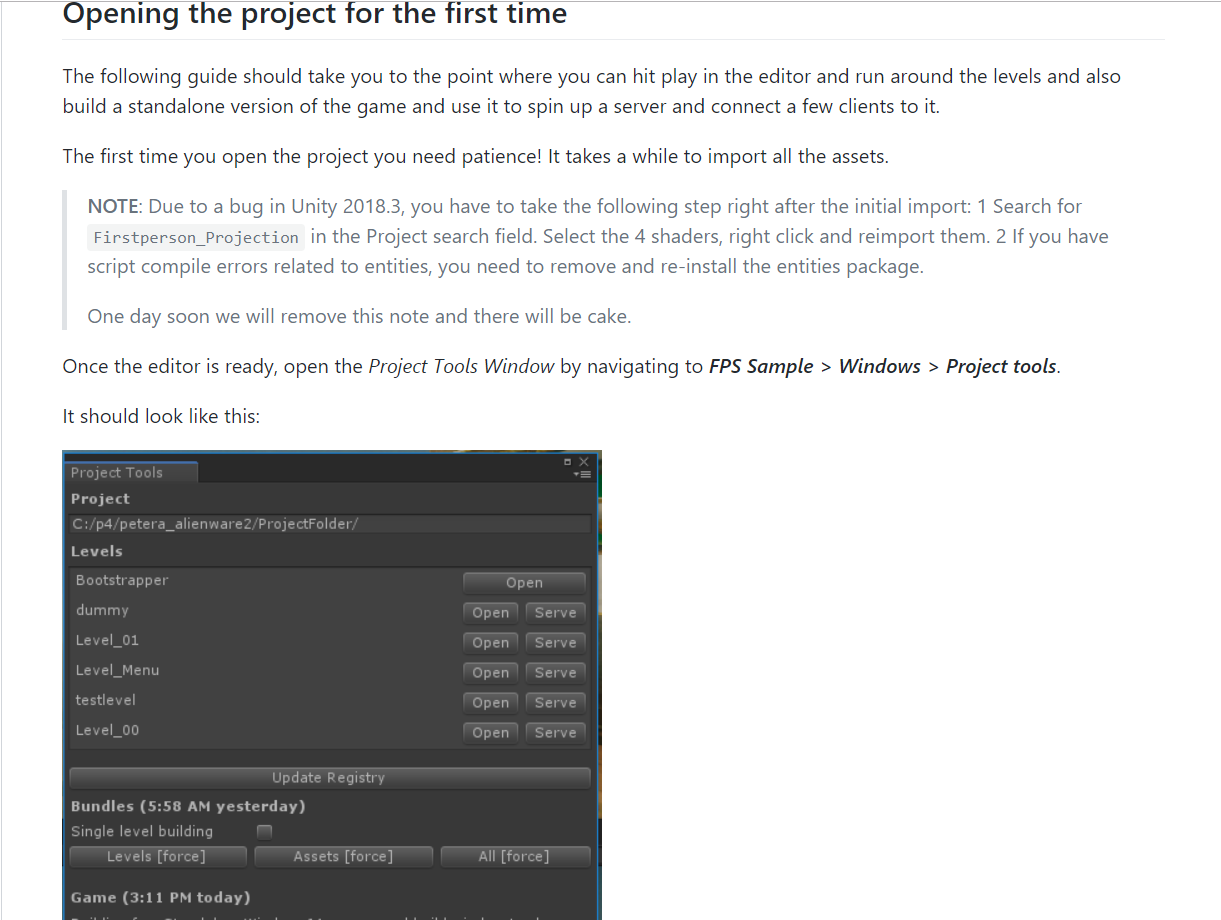 Opening the project for the first time
The following guide should take you to the point where you can hit play in the editor and run around the levels and also
build a standalone version of the game and use it to spin up a server and connect a few clients to it.
The first time you open the project you need patience! It takes a while to import all the assets.
NOTE: Due to a bug in Unity 2018.3, you have to take the following step right after the initial import: 1 Search for
Firstperson_Projection in the Project search field. Select the 4 shaders, right click and reimport them. 2 If you have
script compile errors related to entities, you need to remove and re-install the entities package.
One day soon we will remove this note and there will be cake.
Once the editor is ready, open the Project Tools Window by navigating to FPS Sample > Windows > Project tools.
It should look like this:
Project Tools
Project
C:/p4/petera_alienware2/ProjectFolder/
Levels
Bootstrapper Open
dummy Open Serve
Level_01 Open Serve
Level_Menu Open Serve
testlevel Open Serve
Level_00 Open Serve
Update Registry
Bundles (5:58 AM yesterday)
Single level building
Levels [force] Assets [force] All [force]
Game (3:11 PM today)